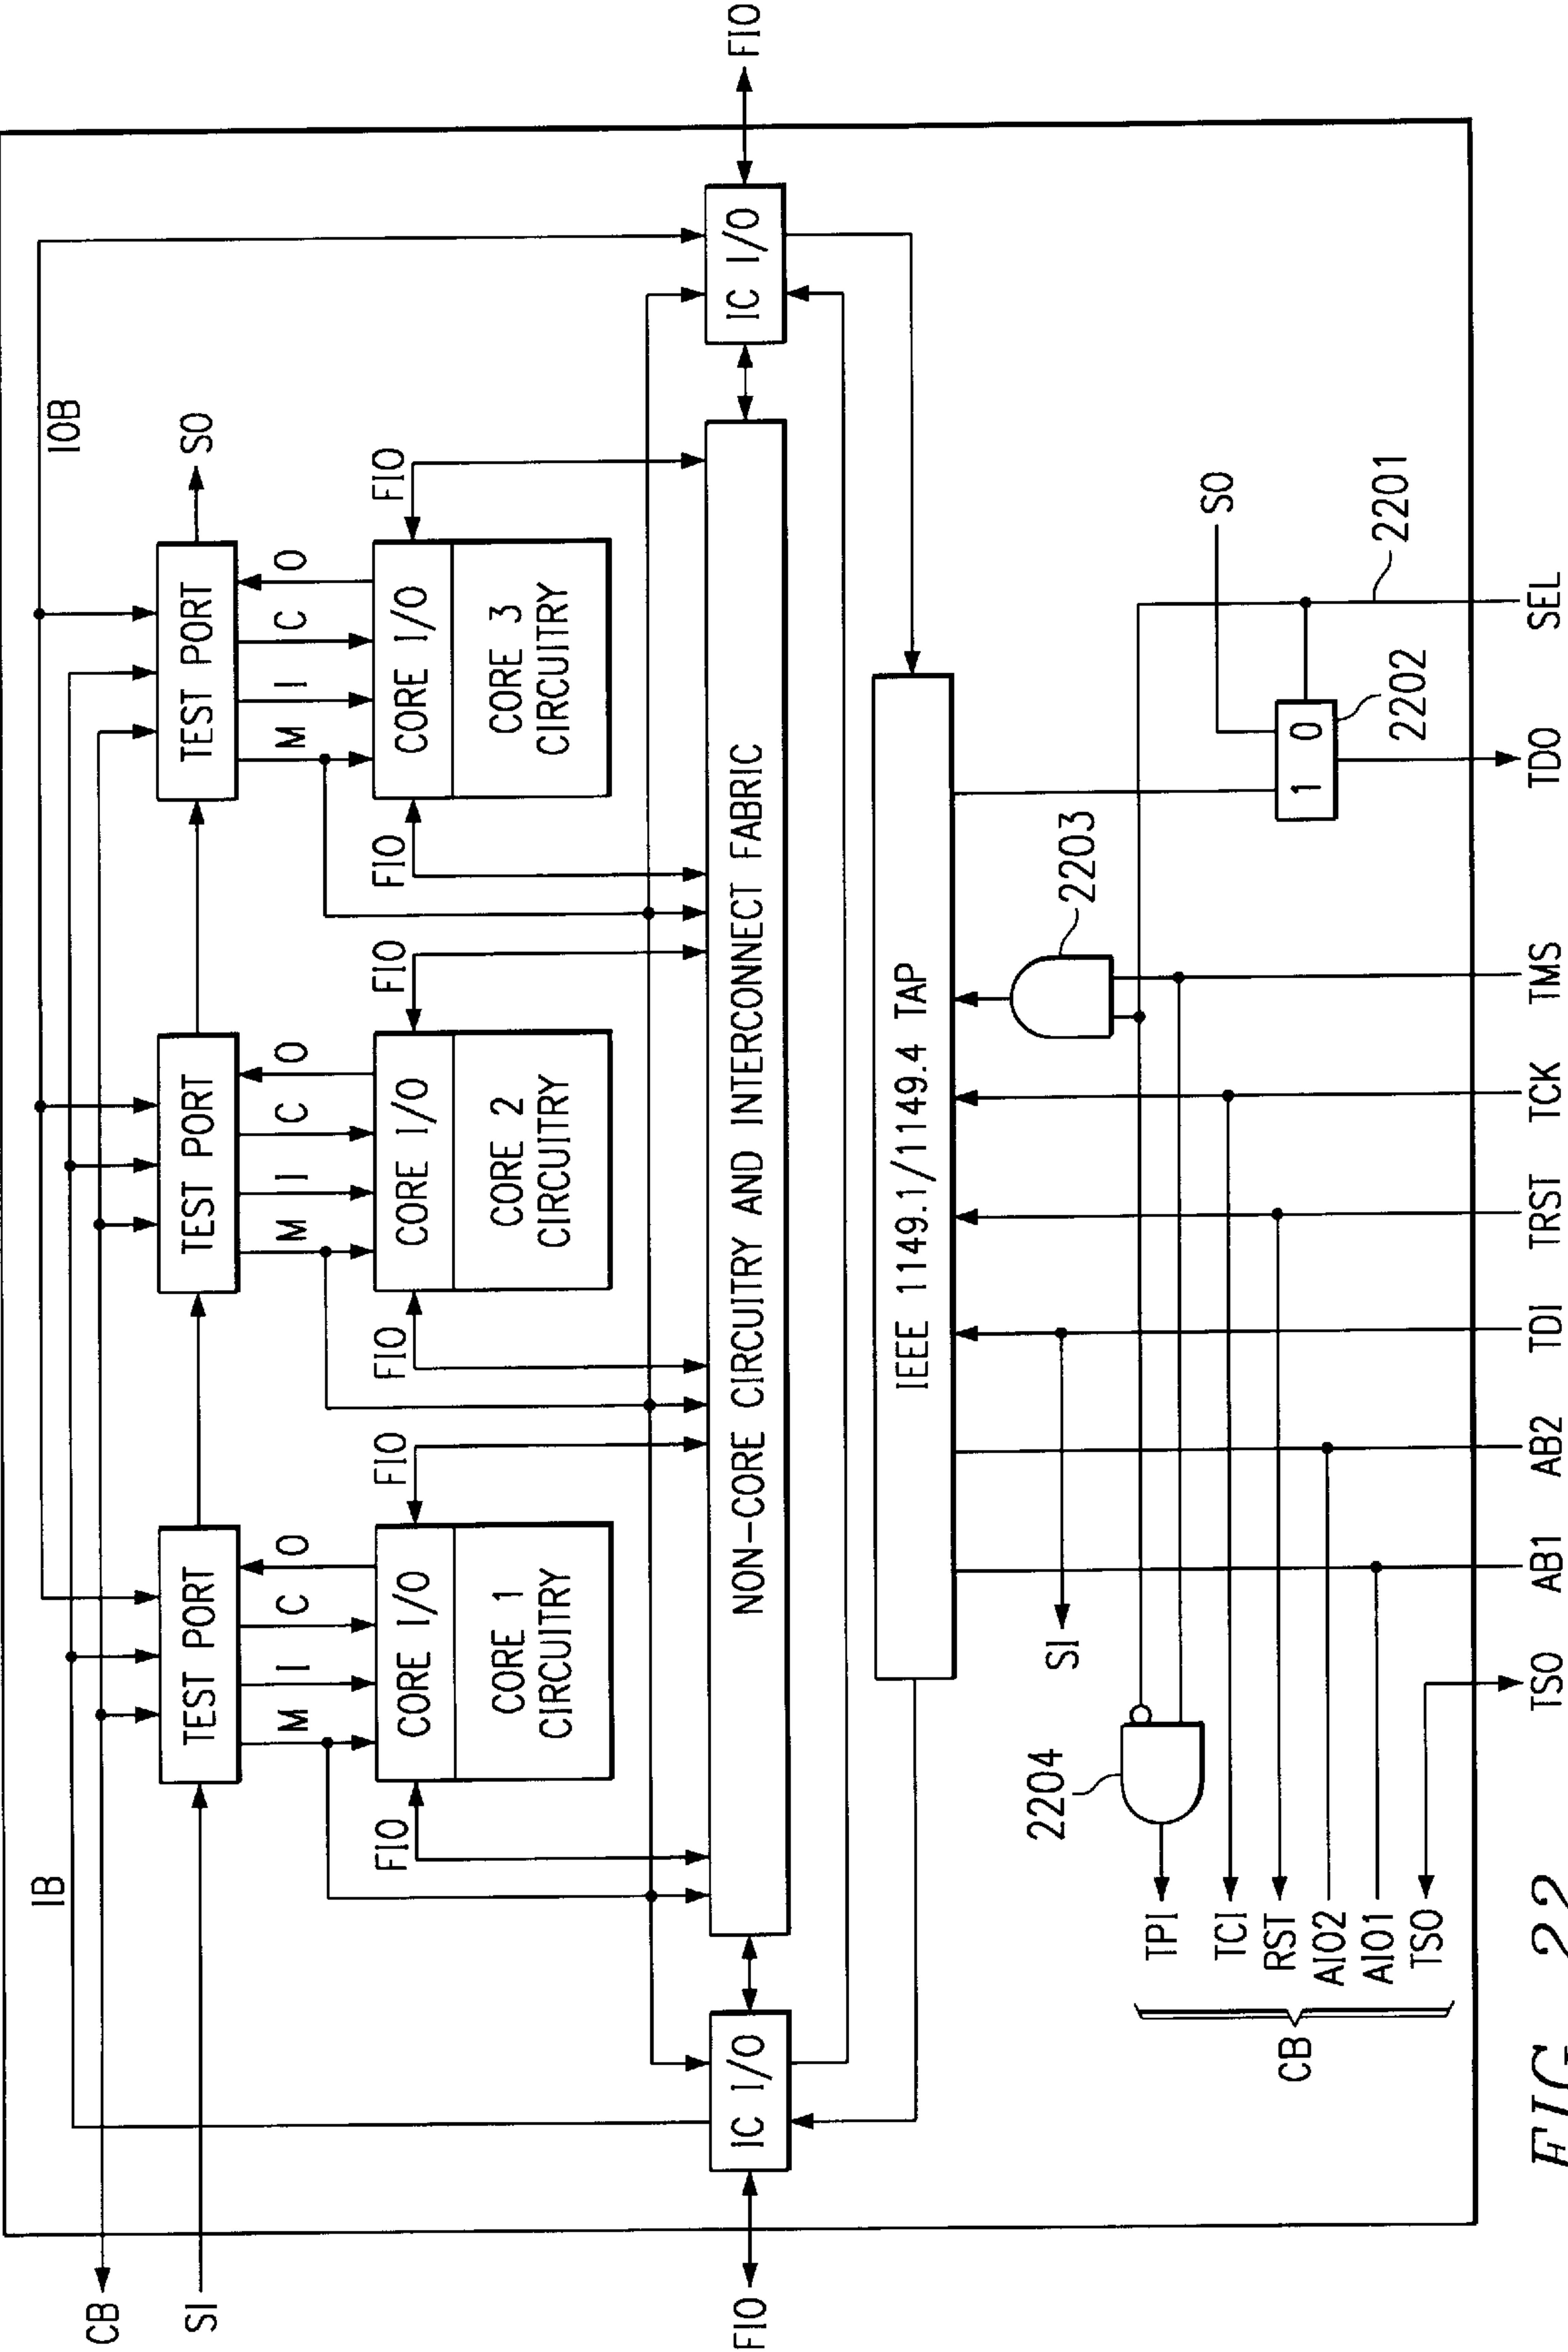 IB
IOB
CB
SI
TEST PORT
TEST PORT
TEST PORT
SO
M I C O
M I C O
M I C O
FIO
CORE I/O
FIO
FIO
CORE I/O
FIO
FIO
CORE I/O
FIO
CORE 1
CIRCUITRY
CORE 2
CIRCUITRY
CORE 3
CIRCUITRY
FIO
IC I/O
NON-CORE CIRCUITRY AND INTERCONNECT FABRIC
IC I/O
FIO
IEEE 1149.1/1149.4 TAP
2204
SI
2203
TPI
TCI
RST
AIO2
AIO1
TSO
CB
SO
1 0
2202
2201
TSO
AB1
AB2
TDI
TRST
TCK
TMS
TDO
SEL
FIG. 22